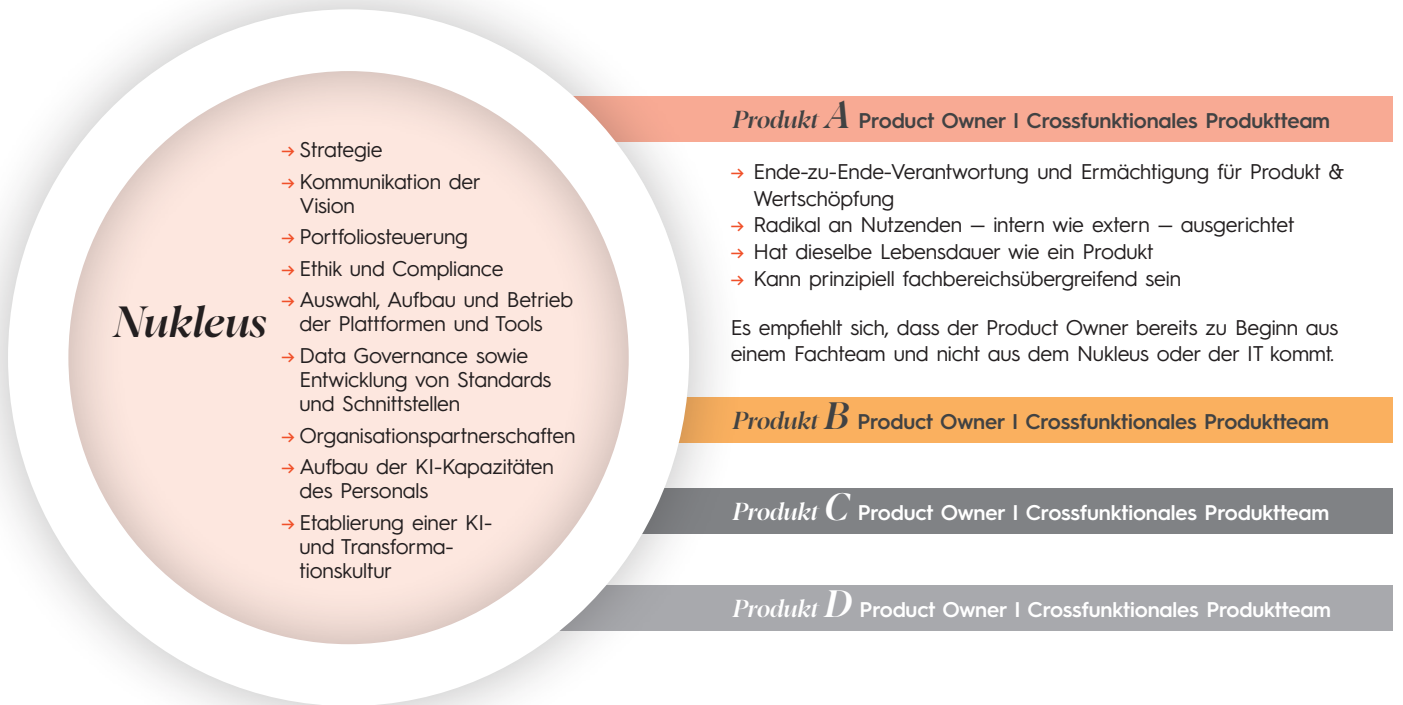 Nukleus
→ Strategie
→ Kommunikation der
Vision
→ Portfoliosteuerung
→ Ethik und Compliance
→ Auswahl, Aufbau und Betrieb
der Plattformen und Tools
→ Data Governance sowie
Entwicklung von Standards
und Schnittstellen
→ Organisationspartnerschaften
→ Aufbau der KI-Kapazitäten
des Personals
→ Etablierung einer KI-
und Transforma-
tionskultur
Produkt A Product Owner I Crossfunktionales Produktteam
→ Ende-zu-Ende-Verantwortung und Ermächtigung für Produkt &
Wertschöpfung
→ Radikal an Nutzenden – intern wie extern – ausgerichtet
→ Hat dieselbe Lebensdauer wie ein Produkt
→ Kann prinzipiell fachbereichsübergreifend sein
Es empfiehlt sich, dass der Product Owner bereits zu Beginn aus
einem Fachteam und nicht aus dem Nukleus oder der IT kommt.
Produkt B Product Owner I Crossfunktionales Produktteam
Produkt C Product Owner I Crossfunktionales Produktteam
Produkt D Product Owner I Crossfunktionales Produktteam